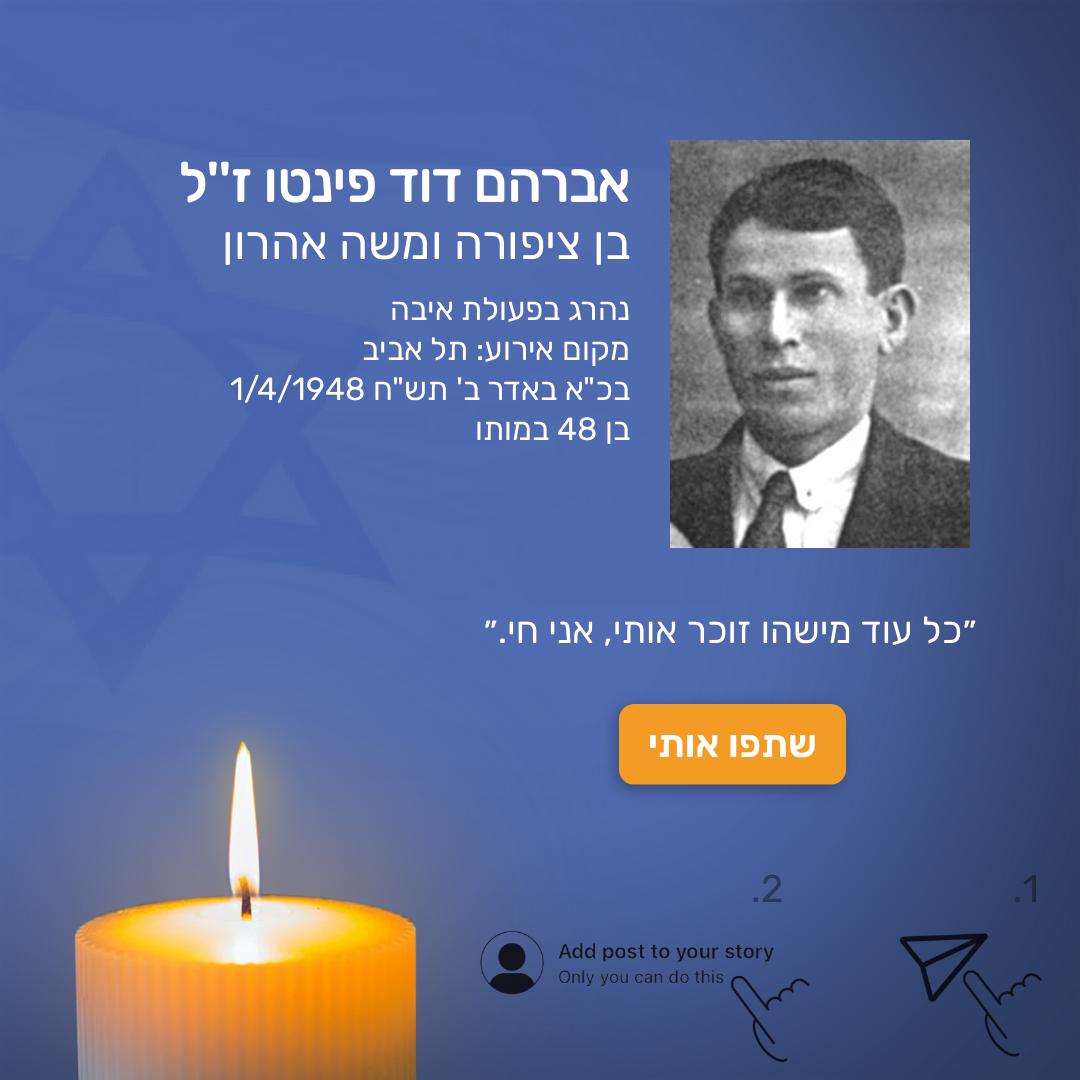 אברהם דוד פינטו ז"ל
בן ציפורה ומשה אהרון
נהרג בפעולת איבה
מקום אירוע: תל אביב
בכ"א באדר ב' תש"ח 1/4/1948
בן 48 במותו
״כל עוד מישהו זוכר אותי, אני חי.״
שתפו אותי
1.
2.
Add post to your story
Only you can do this